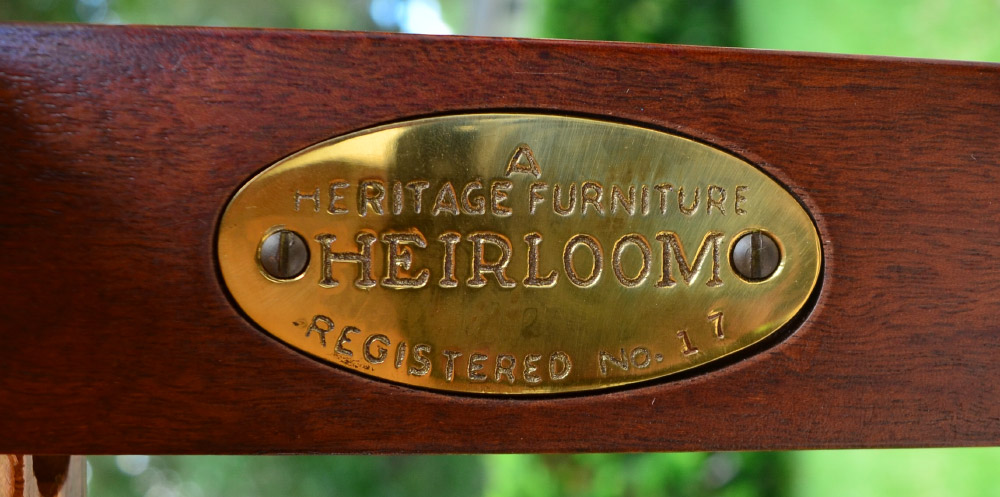 A
HERITAGE FURNITURE
HEIRLOOM
REGISTERED NO. 17